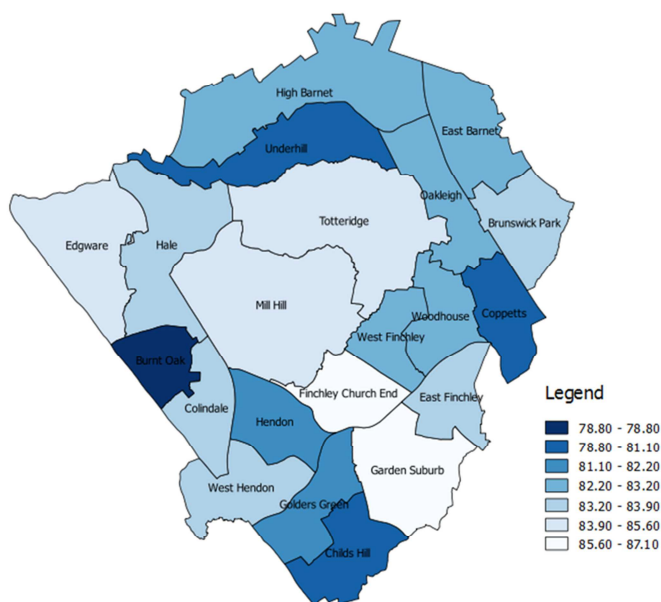 High Barnet
East Barnet
Underhill
Oakleigh
Totteridge
Brunswick Park
Edgware
Hale
Mill Hill
Coppetts
Woodhouse
West Finchley
Burnt Oak
Finchley Church End
East Finchley
Colindale
Hendon
Garden Suburb
West Hendon
Golders Green
Childs Hill
Legend
78.80 - 78.80
78.80 - 81.10
81.10 - 82.20
82.20 - 83.20
83.20 - 83.90
83.90 - 85.60
85.60 - 87.10